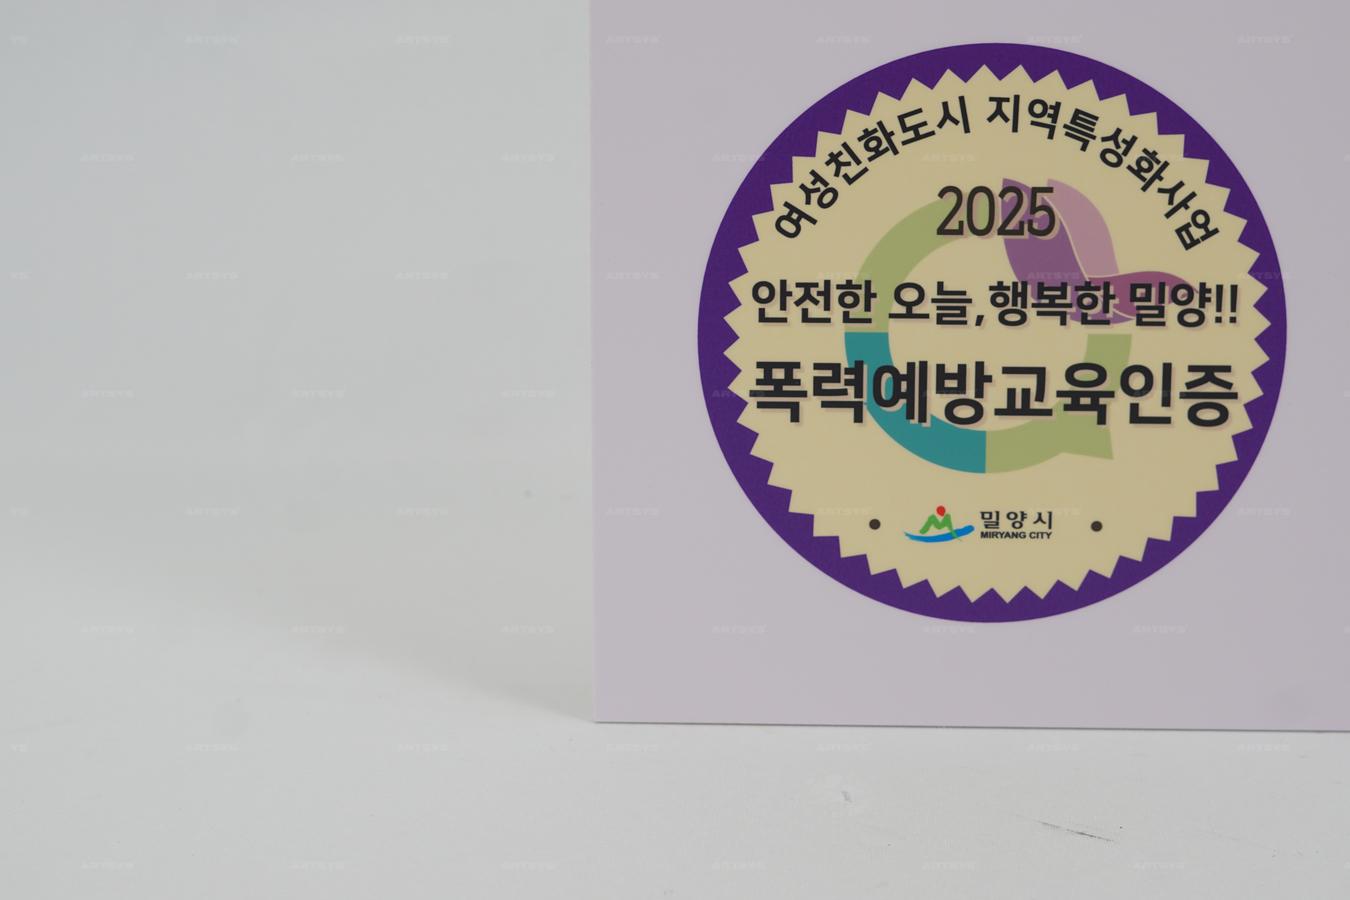 여성친화도시 지역특성화사업
2025
안전한 오늘,행복한 밀양!!
폭력예방교육인증
밀양시
MIRYANG CITY
ARTSYS